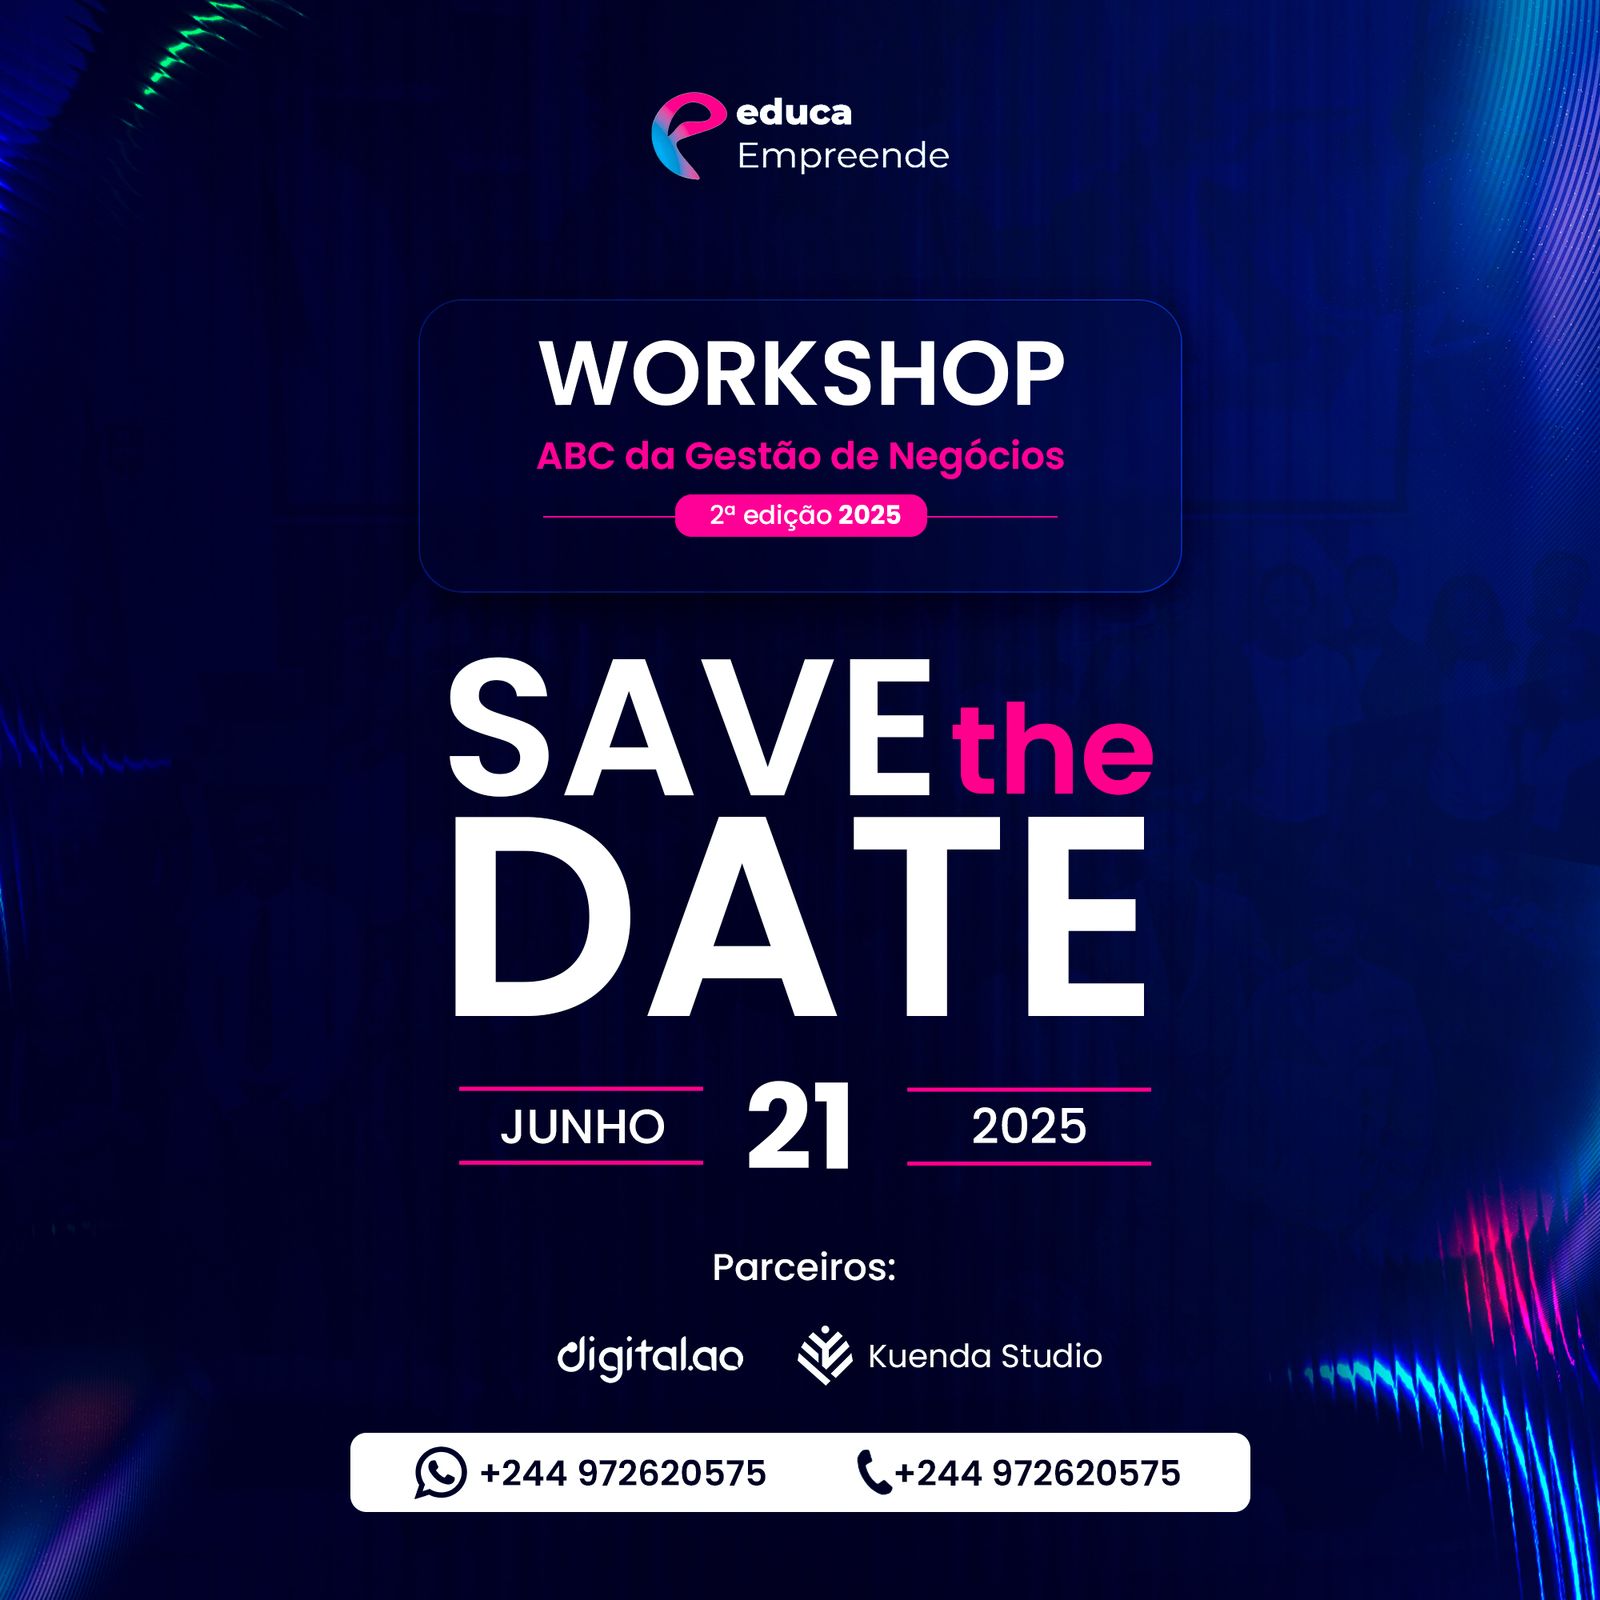 educa
Empreende
WORKSHOP
ABC da Gestão de Negócios
2ª edição 2025
SAVE the
DATE
JUNHO 21 2025
Parceiros:
digital.ao Kuenda Studio
+244 972620575 +244 972620575